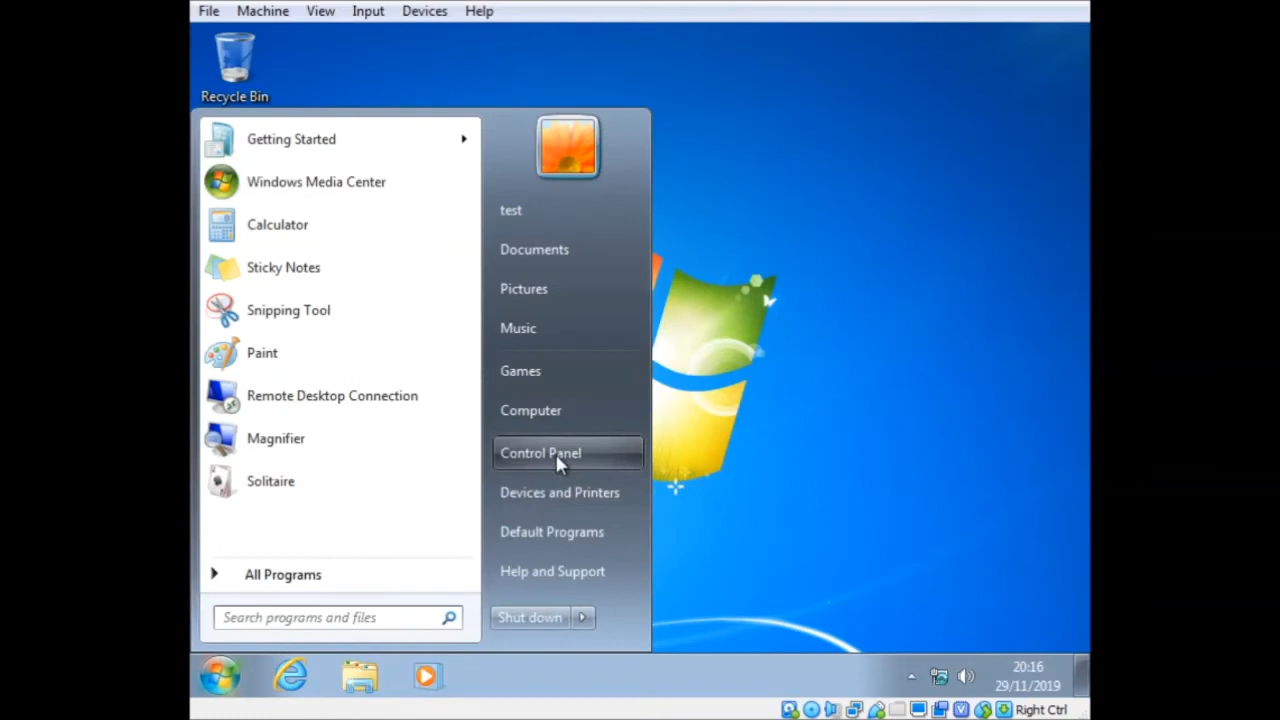 File Machine View Input Devices Help
Recycle Bin
Getting Started
Windows Media Center
Calculator
Sticky Notes
Snipping Tool
Paint
Remote Desktop Connection
Magnifier
Solitaire
All Programs
Search programs and files
test
Documents
Pictures
Music
Games
Computer
Control Panel
Devices and Printers
Default Programs
Help and Support
Shut down
20:16
29/11/2019
Right Ctrl